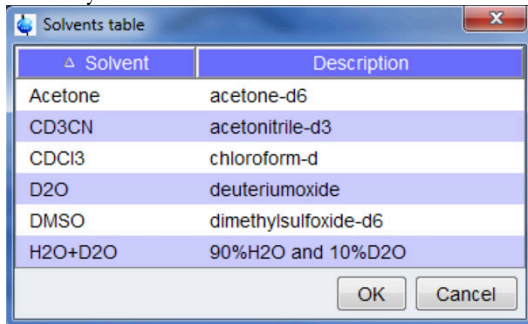 Solvents table
△ Solvent Description
Acetone acetone-d6
CD3CN acetonitrile-d3
CDCl3 chloroform-d
D2O deuteriumoxide
DMSO dimethylsulfoxide-d6
H2O+D2O 90%H2O and 10%D2O
OK Cancel